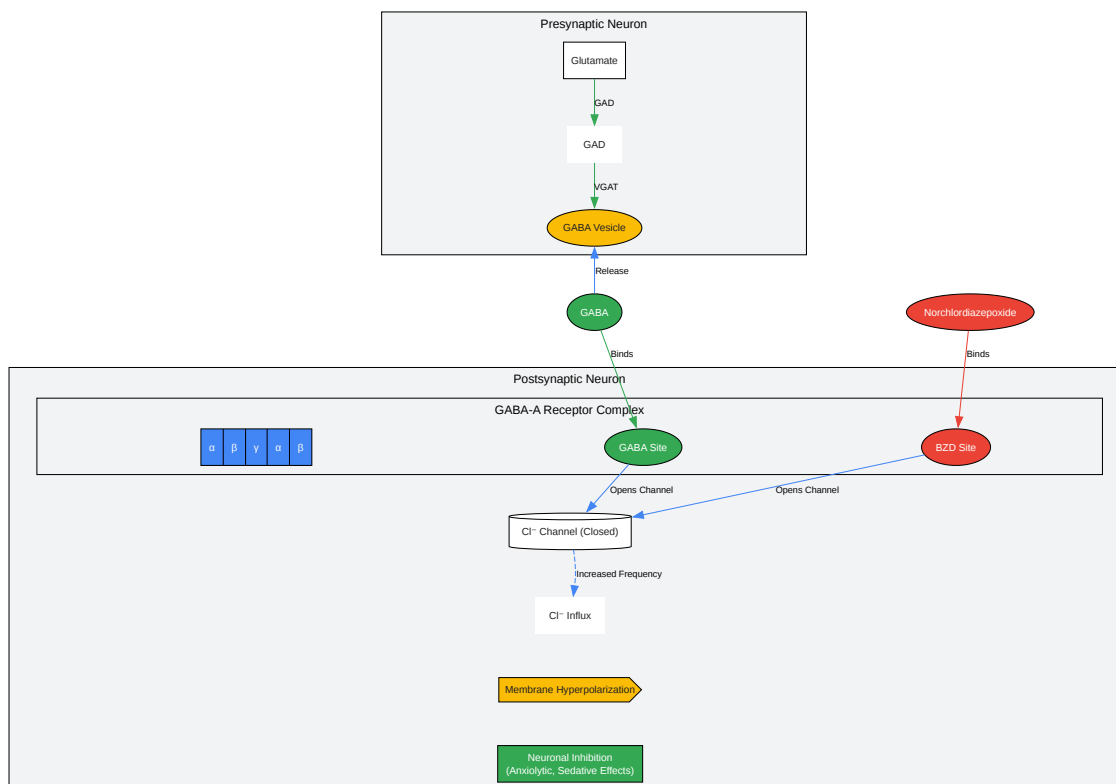 Presynaptic Neuron
Glutamate
GAD
GAD
VGAT
GABA Vesicle
Release
GABA
Norchlordiazepoxide
Binds
Binds
Postsynaptic Neuron
GABA-A Receptor Complex
α β γ α β
GABA Site
BZD Site
Opens Channel
Opens Channel
Cl⁻ Channel (Closed)
Increased Frequency
Cl⁻ Influx
Membrane Hyperpolarization
Neuronal Inhibition
(Anxiolytic, Sedative Effects)